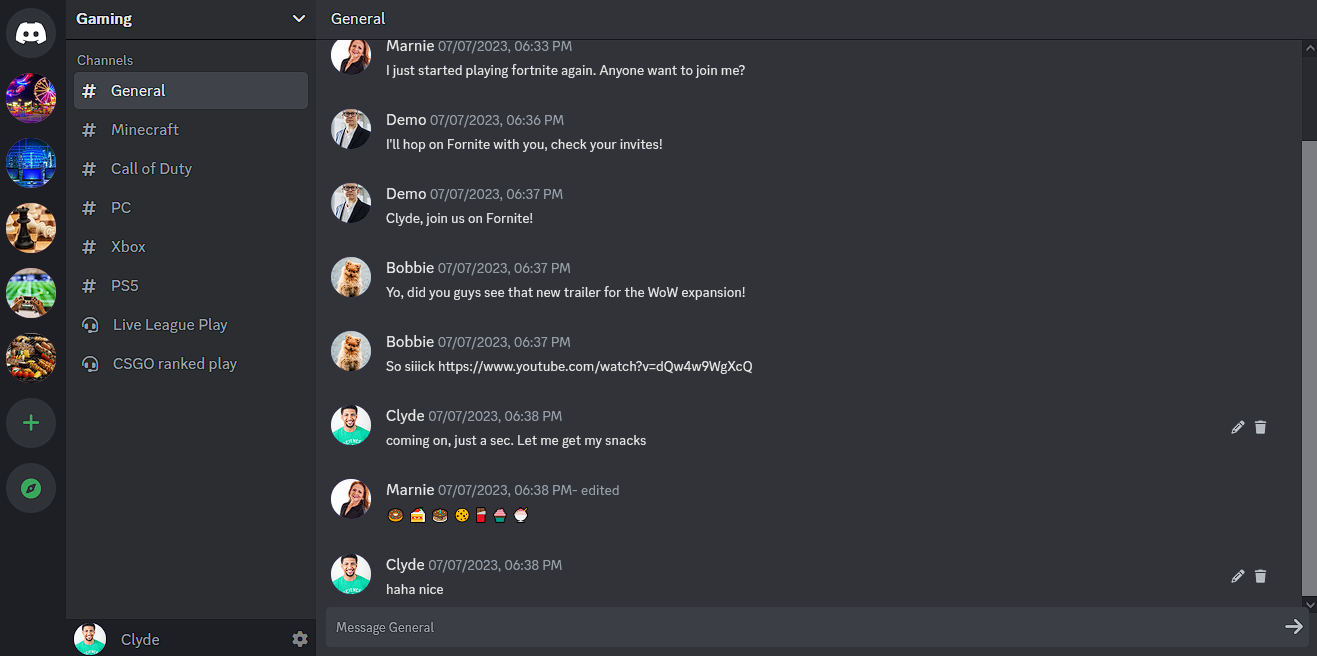 Gaming
Channels
# General
# Minecraft
# Call of Duty
# PC
# Xbox
# PS5
Live League Play
CSGO ranked play
Clyde
General
Marnie 07/07/2023, 06:33 PM
I just started playing fortnite again. Anyone want to join me?
Demo 07/07/2023, 06:36 PM
I'll hop on Fornite with you, check your invites!
Demo 07/07/2023, 06:37 PM
Clyde, join us on Fornite!
Bobbie 07/07/2023, 06:37 PM
Yo, did you guys see that new trailer for the WoW expansion!
Bobbie 07/07/2023, 06:37 PM
So siiick https://www.youtube.com/watch?v=dQw4w9WgXcQ
Clyde 07/07/2023, 06:38 PM
coming on, just a sec. Let me get my snacks
Marnie 07/07/2023, 06:38 PM- edited
🍩 🍰 🎂 🍪 🍫 🧁 🍨
Clyde 07/07/2023, 06:38 PM
haha nice
Message General